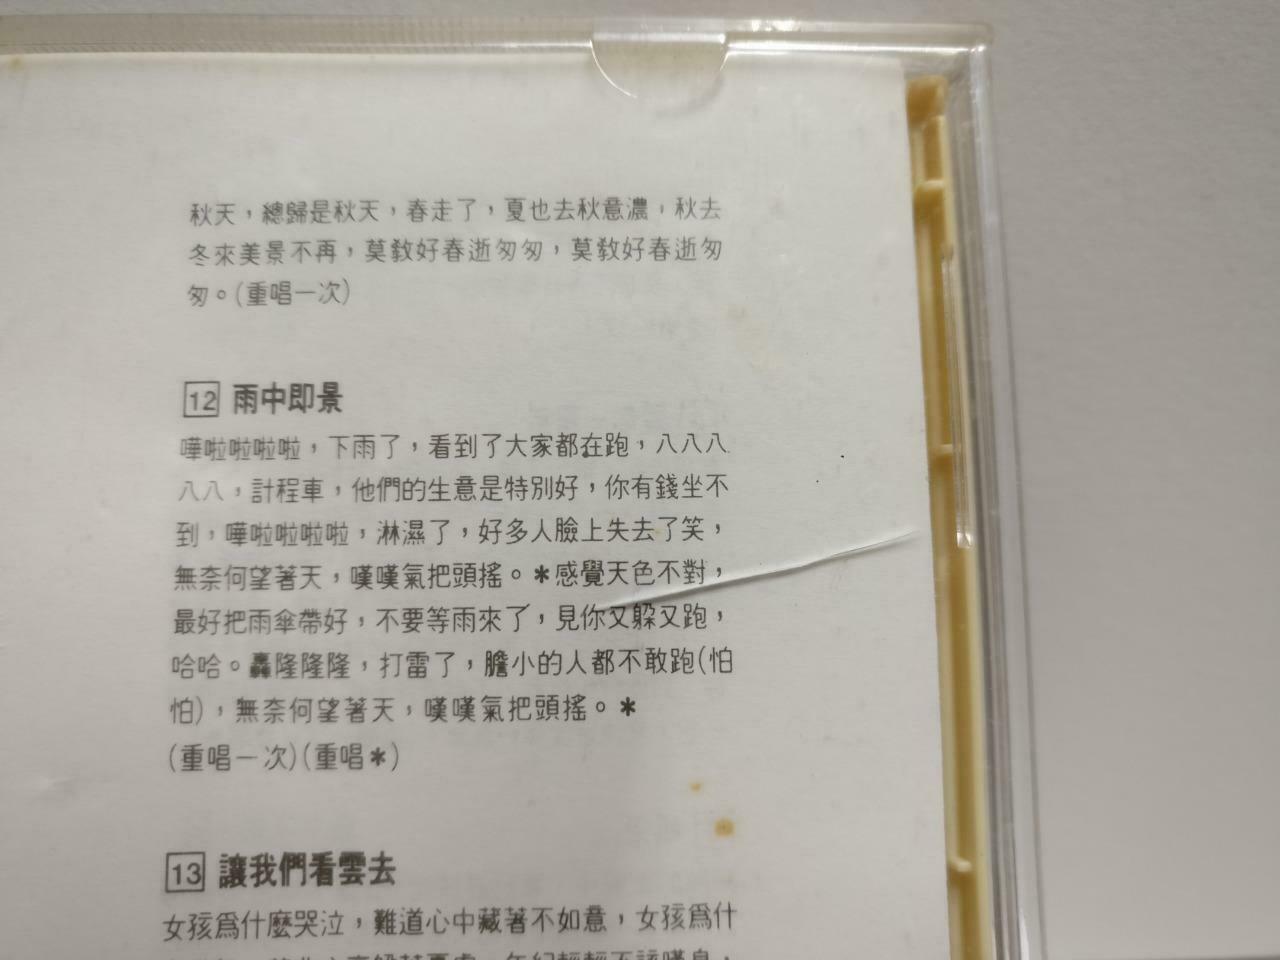 秋天，總歸是秋天，春走了，夏也去秋意濃，秋去
冬來美景不再，莫教好春逝匆匆，莫教好春逝匆
匆。(重唱一次)
12 雨中即景
嘩啦啦啦啦，下雨了，看到了大家都在跑，八八八
八八，計程車，他們的生意是特別好，你有錢坐不
到，嘩啦啦啦啦，淋濕了，好多人臉上失去了笑，
無奈何望著天，嘆嘆氣把頭搖。＊感覺天色不對，
最好把雨傘帶好，不要等雨來了，見你又躲又跑，
哈哈。轟隆隆隆，打雷了，膽小的人都不敢跑(怕
怕)，無奈何望著天，嘆嘆氣把頭搖。＊
(重唱一次)(重唱＊)
13 讓我們看雲去
女孩爲什麼哭泣，難道心中藏著不如意，女孩爲什
年紀輕輕不該嘆息，